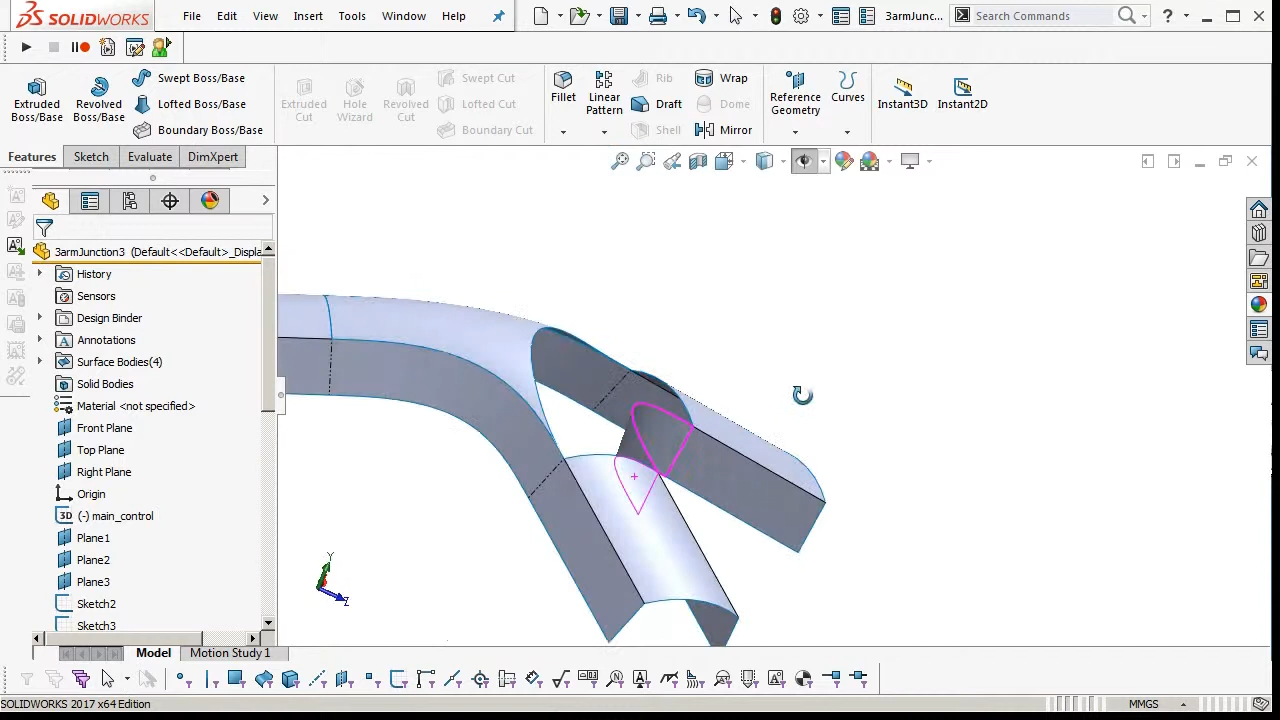 SOLIDWORKS File Edit View Insert Tools Window Help 3armJunc... Search Commands ?
Extruded Boss/Base
Revolved Boss/Base
Swept Boss/Base
Lofted Boss/Base
Boundary Boss/Base
Extruded Cut
Hole Wizard
Revolved Cut
Swept Cut
Lofted Cut
Boundary Cut
Fillet
Linear Pattern
Rib
Draft
Shell
Wrap
Dome
Mirror
Reference Geometry
Curves
Instant3D
Instant2D
Features Sketch Evaluate DimXpert
3armJunction3 (Default<<Default>_Displa
History
Sensors
Design Binder
Annotations
Surface Bodies(4)
Solid Bodies
Material <not specified>
Front Plane
Top Plane
Right Plane
Origin
3D (-) main_control
Plane1
Plane2
Plane3
Sketch2
Sketch3
Y
Z
Model Motion Study 1
SOLIDWORKS 2017 x64 Edition MMGS